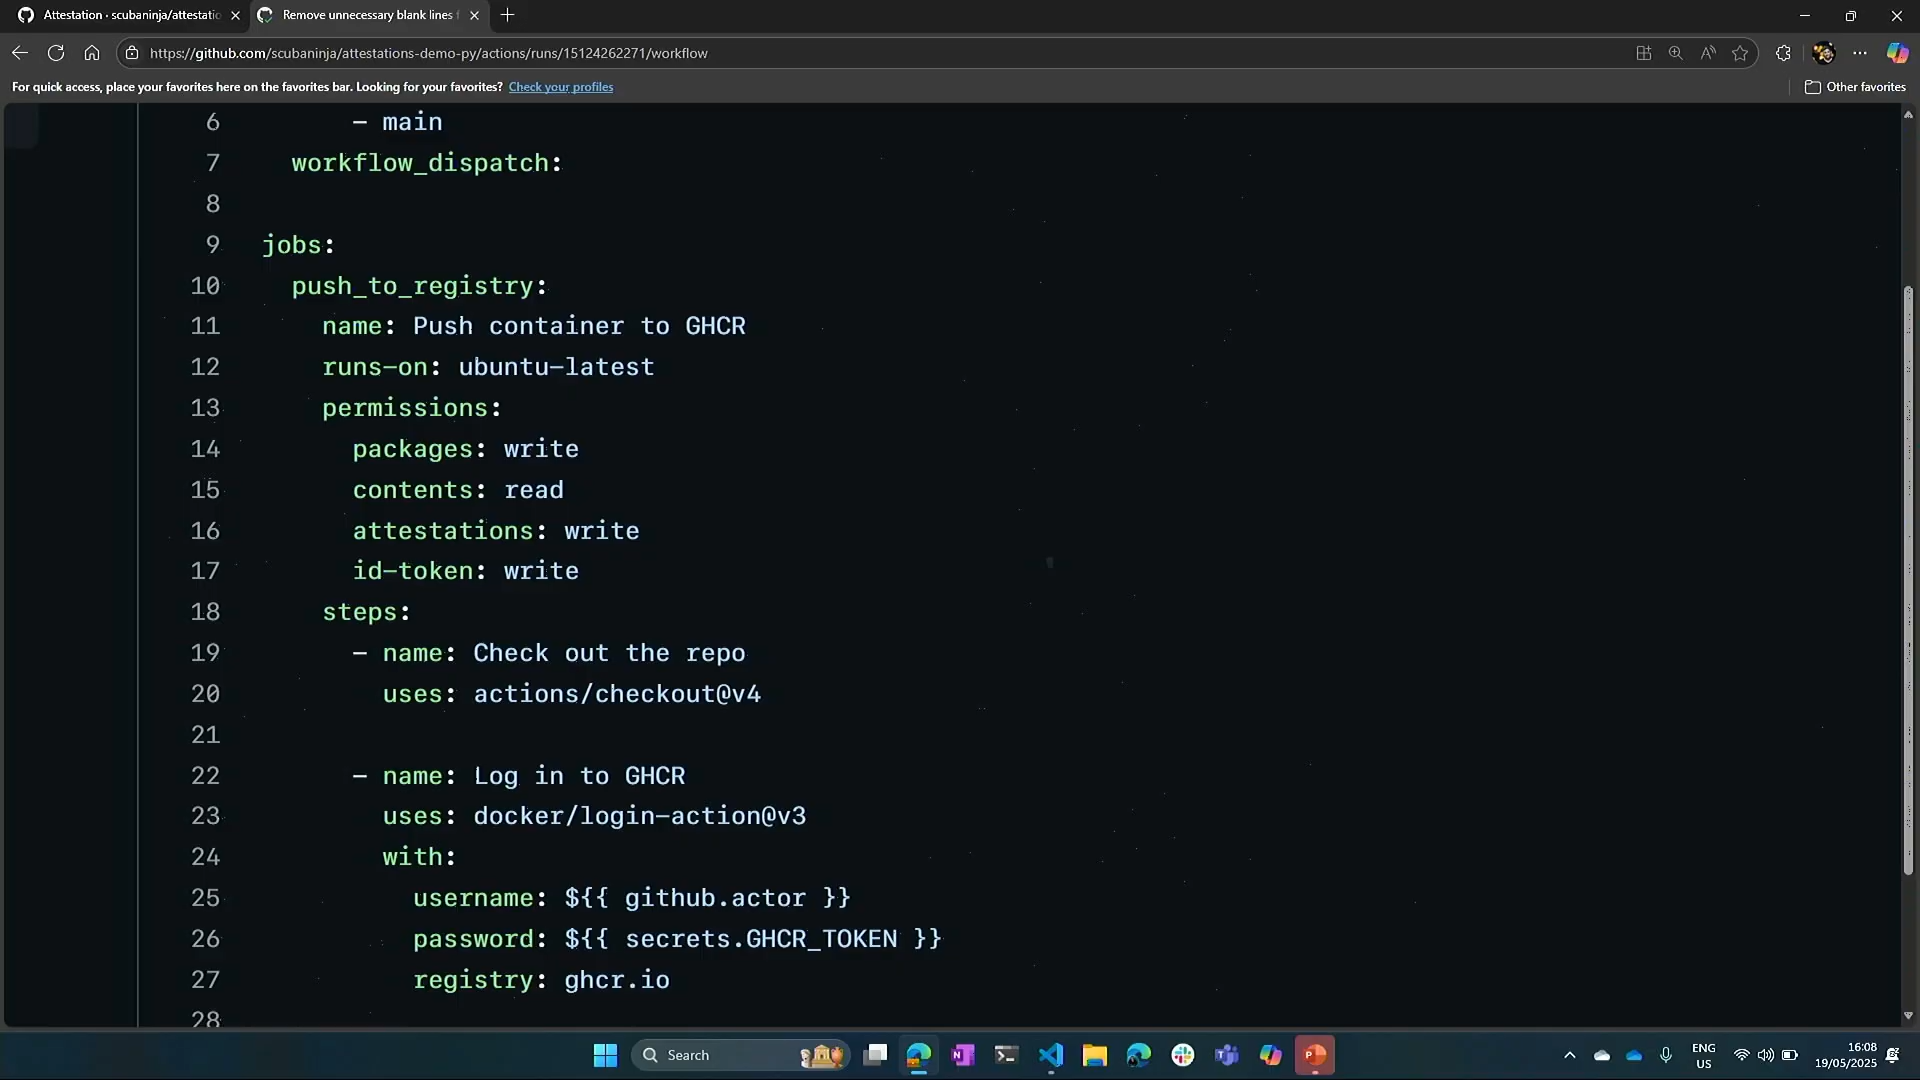 Attestation · scubaninja/attestatio
Remove unnecessary blank lines f
https://github.com/scubaninja/attestations-demo-py/actions/runs/15124262271/workflow
For quick access, place your favorites here on the favorites bar. Looking for your favorites? Check your profiles
Other favorites
6 - main
7 workflow_dispatch:
8
9 jobs:
10 push_to_registry:
11 name: Push container to GHCR
12 runs-on: ubuntu-latest
13 permissions:
14 packages: write
15 contents: read
16 attestations: write
17 id-token: write
18 steps:
19 - name: Check out the repo
20 uses: actions/checkout@v4
21
22 - name: Log in to GHCR
23 uses: docker/login-action@v3
24 with:
25 username: ${{ github.actor }}
26 password: ${{ secrets.GHCR_TOKEN }}
27 registry: ghcr.io
28
Search
ENG
US
16:08
19/05/2025